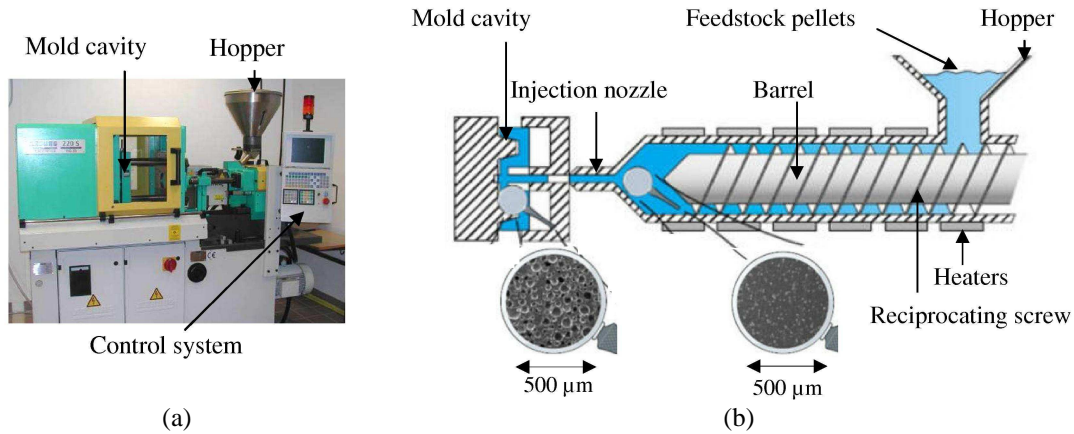 Mold cavity
Hopper
220 S
Control system
(a)
Mold cavity
Feedstock pellets
Hopper
Injection nozzle
Barrel
Heaters
Reciprocating screw
500 µm
500 µm
(b)